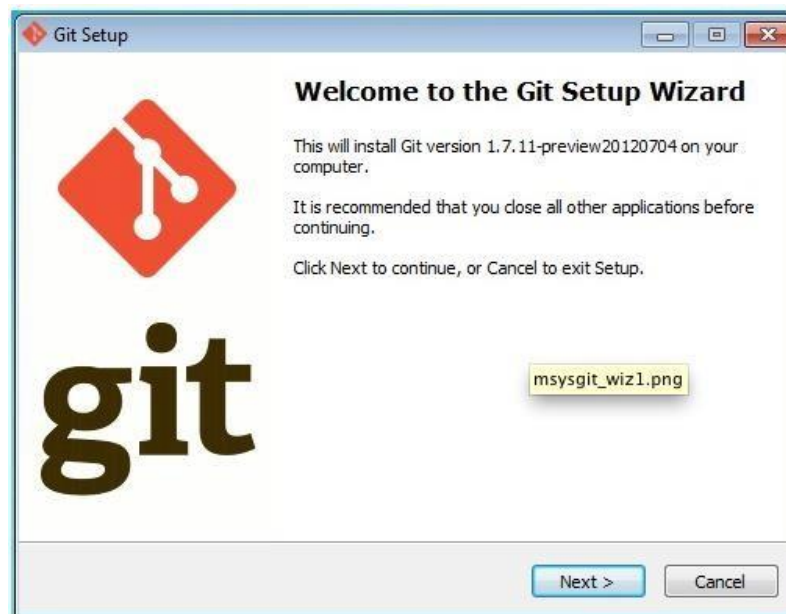 Git Setup
Welcome to the Git Setup Wizard
This will install Git version 1.7.11-preview20120704 on your
computer.
It is recommended that you close all other applications before
continuing.
Click Next to continue, or Cancel to exit Setup.
git
msysgit_wiz1.png
Next >
Cancel